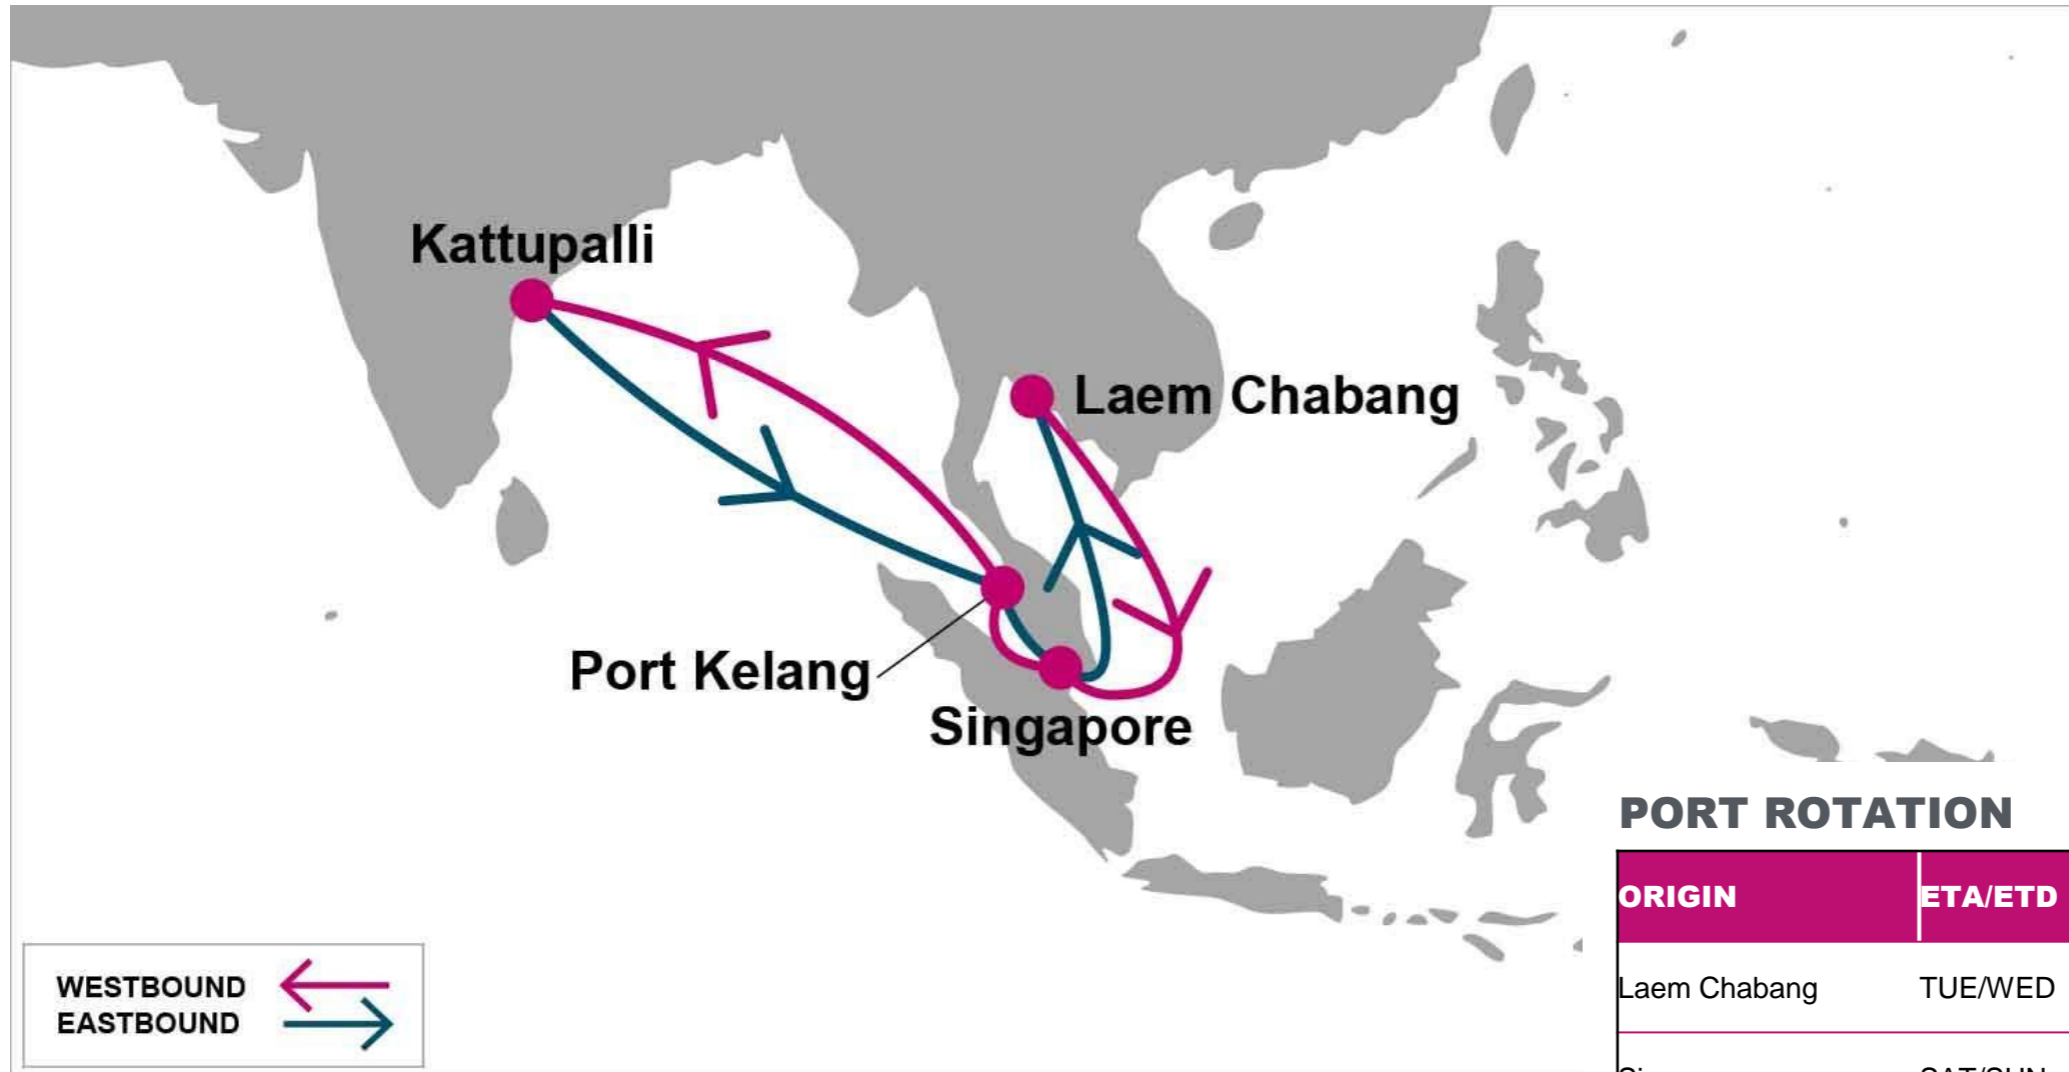 Kattupalli
Laem Chabang
Port Kelang
Singapore
WESTBOUND
EASTBOUND
PORT ROTATION
ORIGIN ETA/ETD
Laem Chabang TUE/WED